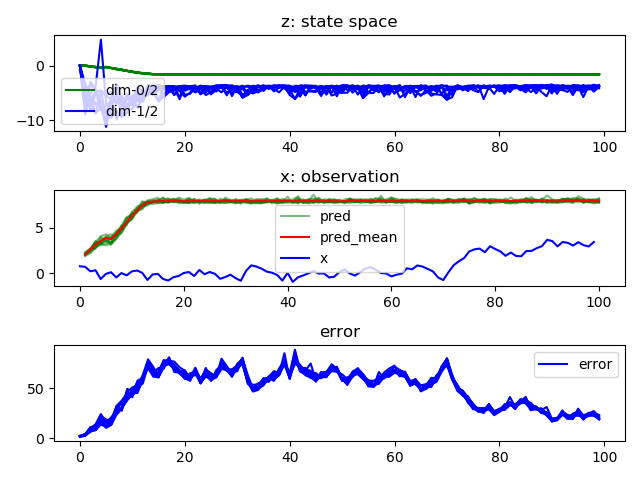 z: state space
0
−10
dim-0/2
dim-1/2
0 20 40 60 80 100
x: observation
5
0
pred
pred_mean
x
0 20 40 60 80 100
error
50
0
error
0 20 40 60 80 100